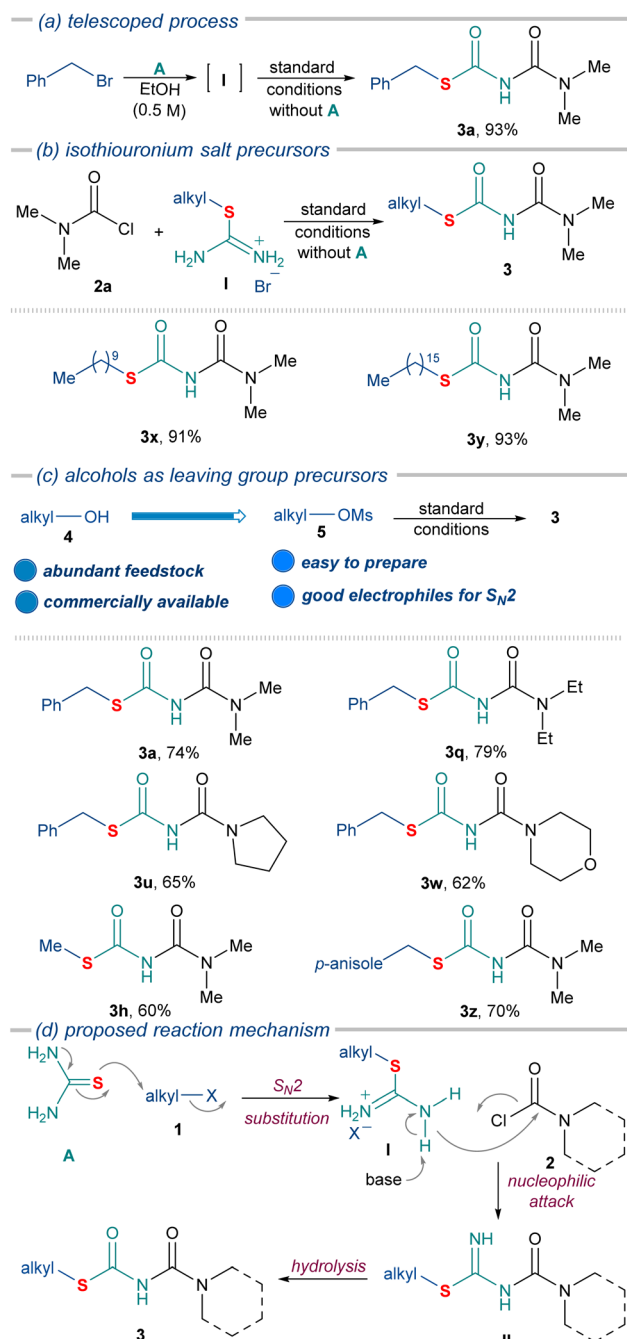 (a) telescoped process
Ph Br A EtOH (0.5 M) [ I ] standard conditions without A Ph S O N H O N Me Me
3a, 93%
(b) isothiouronium salt precursors
Me N Me O Cl + alkyl S H2N NH2 + Br − standard conditions without A alkyl S O N H O N Me Me
2a I 3
Me ( )9 S O N H O N Me Me
3x, 91%
Me ( )15 S O N H O N Me Me
3y, 93%
(c) alcohols as leaving group precursors
alkyl OH alkyl OMs standard conditions 3
4 5
abundant feedstock
commercially available
easy to prepare
good electrophiles for SN2
Ph S O N H O N Me Me
3a, 74%
Ph S O N H O N Et Et
3q, 79%
Ph S O N H O N
3u, 65%
Ph S O N H O N O
3w, 62%
Me S O N H O N Me Me
3h, 60%
p-anisole S O N H O N Me Me
3z, 70%
(d) proposed reaction mechanism
H2N S H2N alkyl X SN2 substitution alkyl S + H2N X− N H H Cl O N
A 1 base I 2
nucleophilic attack
alkyl S O N H O N hydrolysis alkyl S NH N H O N
3 II